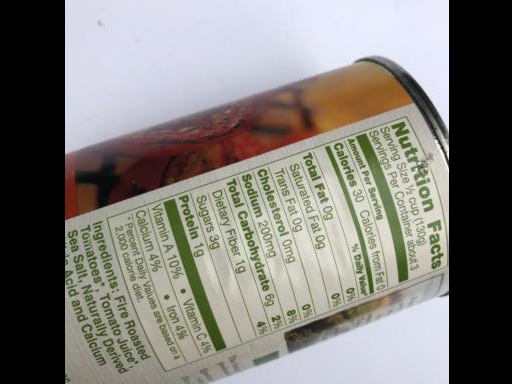 Nutrition Facts
Serving Size ½ cup (130g)
Servings Per Container about 3
Amount Per Serving
Calories 30 Calories from Fat 0
% Daily Value*
Total Fat 0g 0%
Saturated Fat 0g 0%
Trans Fat 0g
Cholesterol 0mg 0%
Sodium 200mg 8%
Total Carbohydrate 6g 2%
Dietary Fiber 1g 4%
Sugars 3g
Protein 1g
Vitamin A 10% • Vitamin C 4%
Calcium 4% • Iron 4%
* Percent Daily Values are based on a
2,000 calorie diet.
Ingredients: Fire Roasted
Tomatoes*, Tomato Juice*,
Sea Salt, Naturally Derived
Acid and Calcium